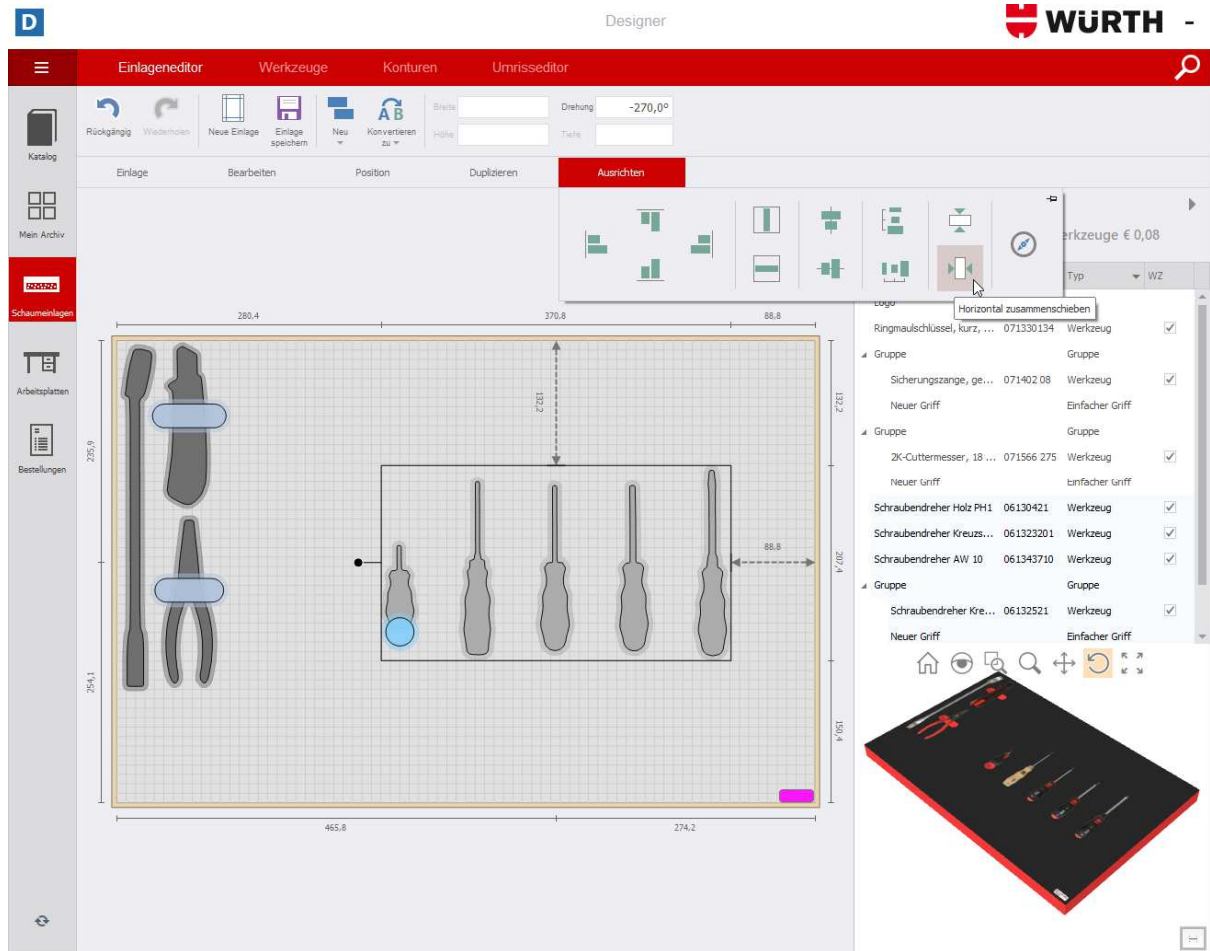 D
Designer
WÜRTH -
Einlageneditor Werkzeuge Konturen Umrisseditor
Rückgängig Wiederholen Neue Einlage Einlage speichern Neu Konvertieren zu Breite Höhe Drehung -270,0° Tiefe
A B
Einlage Bearbeiten Position Duplizieren Ausrichten
Katalog
Mein Archiv
Schaumeinlagen
Arbeitsplatten
Bestellungen
erkzeuge € 0,08
Typ WZ
Horizontal zusammenschieben
Logo
Ringmaulschlüssel, kurz, ... 071330134 Werkzeug
Gruppe Gruppe
Sicherungszange, ge... 071402 08 Werkzeug
Neuer Griff Einfacher Griff
Gruppe Gruppe
2K-Cuttermesser, 18 ... 071566 275 Werkzeug
Neuer Griff Einfacher Griff
Schraubendreher Holz PH1 06130421 Werkzeug
Schraubendreher Kreuzs... 061323201 Werkzeug
Schraubendreher AW 10 061343710 Werkzeug
Gruppe Gruppe
Schraubendreher Kre... 06132521 Werkzeug
Neuer Griff Einfacher Griff
280,4 370,8 88,8
132,2
132,2
235,9
88,8
207,4
254,1
150,4
465,8 274,2